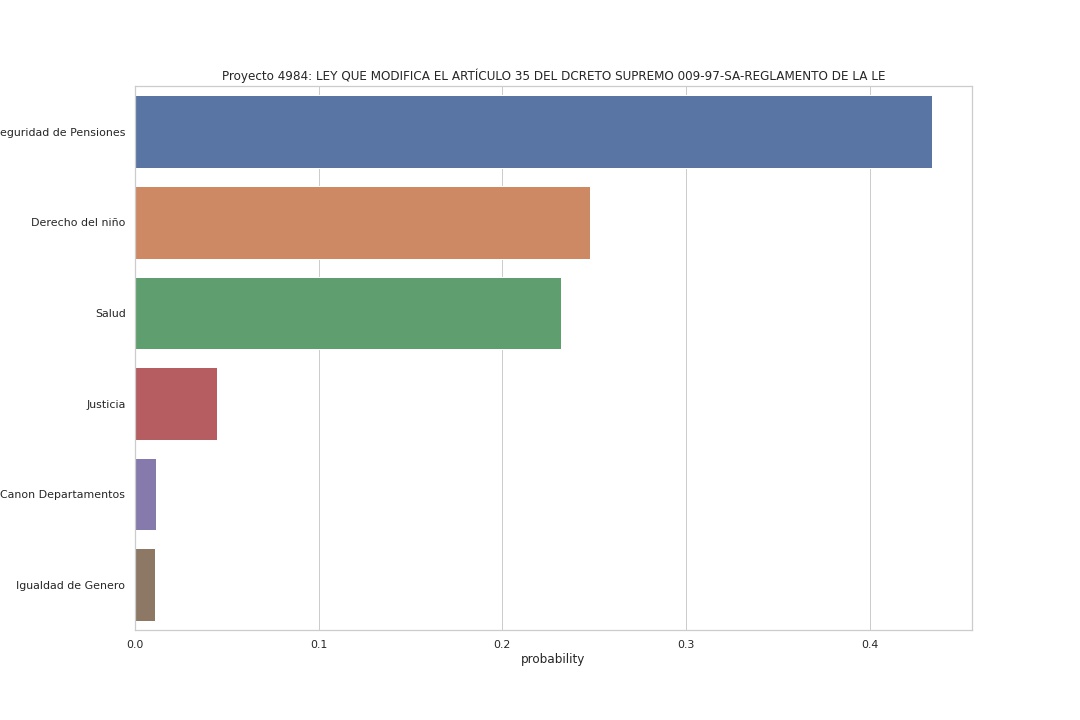 Proyecto 4984: LEY QUE MODIFICA EL ARTÍCULO 35 DEL DCRETO SUPREMO 009-97-SA-REGLAMENTO DE LA LE
eguridad de Pensiones
Derecho del niño
Salud
Justicia
Canon Departamentos
Igualdad de Genero
0.0 0.1 0.2 0.3 0.4
probability